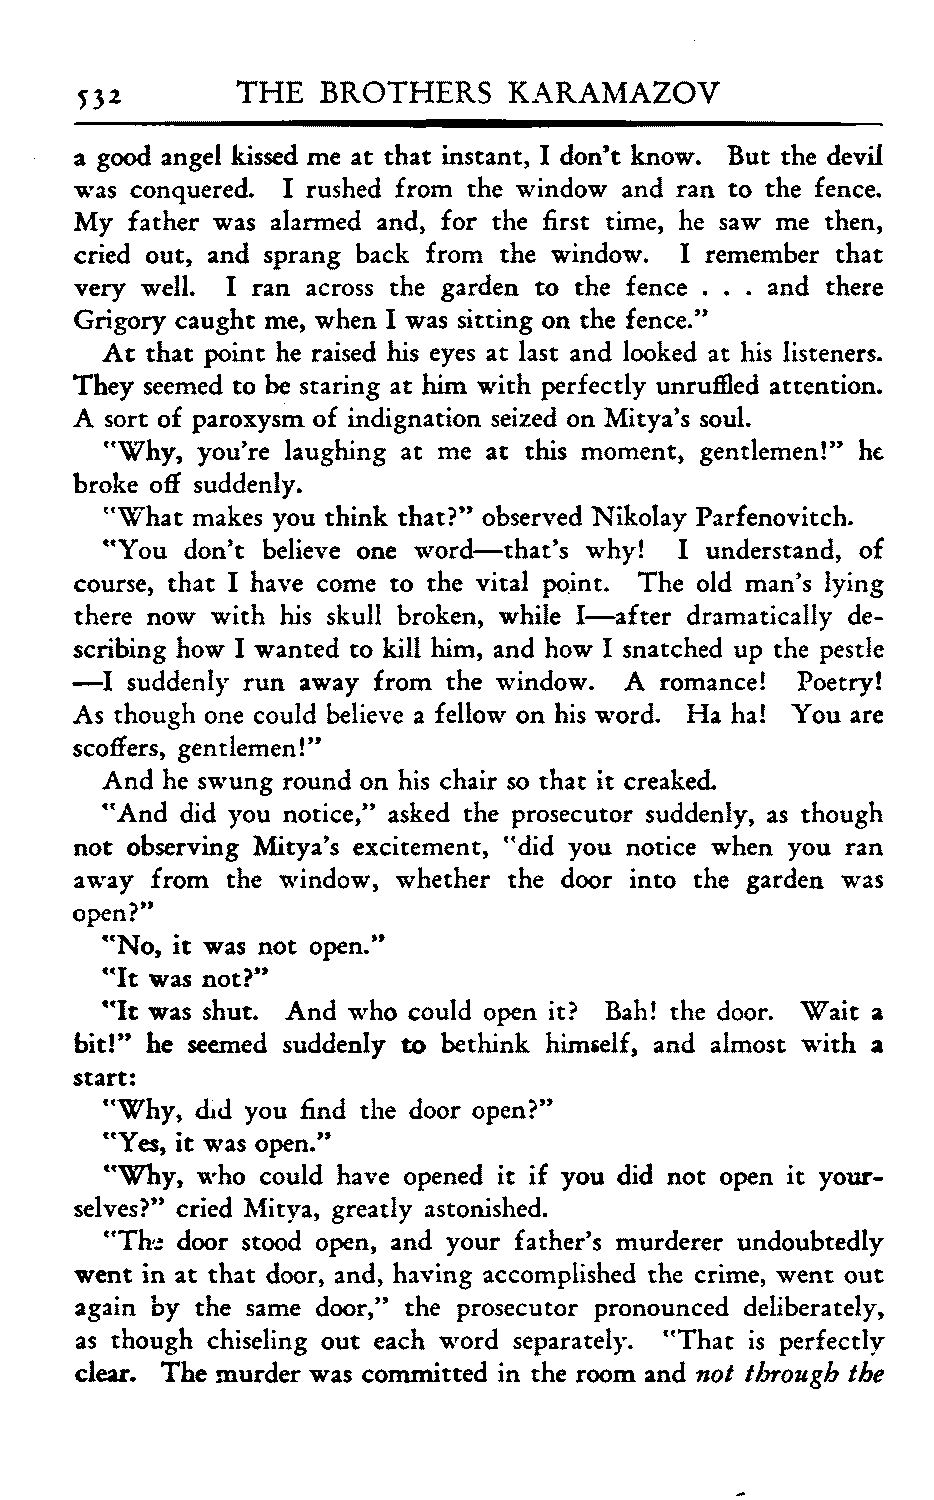 532 THE BROTHERS KARAMAZOV
a good angel kissed me at that instant, I don't know. But the devil
was conquered. I rushed from the window and ran to the fence.
My father was alarmed and, for the first time, he saw me then,
cried out, and sprang back from the window. I remember that
very well. I ran across the garden to the fence . . . and there
Grigory caught me, when I was sitting on the fence."
At that point he raised his eyes at last and looked at his listeners.
They seemed to be staring at him with perfectly unruffled attention.
A sort of paroxysm of indignation seized on Mitya's soul.
"Why, you're laughing at me at this moment, gentlemen!" he
broke off suddenly.
"What makes you think that?" observed Nikolay Parfenovitch.
"You don't believe one word—that's why! I understand, of
course, that I have come to the vital point. The old man's lying
there now with his skull broken, while I—after dramatically de-
scribing how I wanted to kill him, and how I snatched up the pestle
—I suddenly run away from the window. A romance! Poetry!
As though one could believe a fellow on his word. Ha ha! You are
scoffers, gentlemen!"
And he swung round on his chair so that it creaked.
"And did you notice," asked the prosecutor suddenly, as though
not observing Mitya's excitement, "did you notice when you ran
away from the window, whether the door into the garden was
open?"
"No, it was not open."
"It was not?"
"It was shut. And who could open it? Bah! the door. Wait a
bit!" he seemed suddenly to bethink himself, and almost with a
start:
"Why, did you find the door open?"
"Yes, it was open."
"Why, who could have opened it if you did not open it your-
selves?" cried Mitya, greatly astonished.
"The door stood open, and your father's murderer undoubtedly
went in at that door, and, having accomplished the crime, went out
again by the same door," the prosecutor pronounced deliberately,
as though chiseling out each word separately. "That is perfectly
clear. The murder was committed in the room and not through the